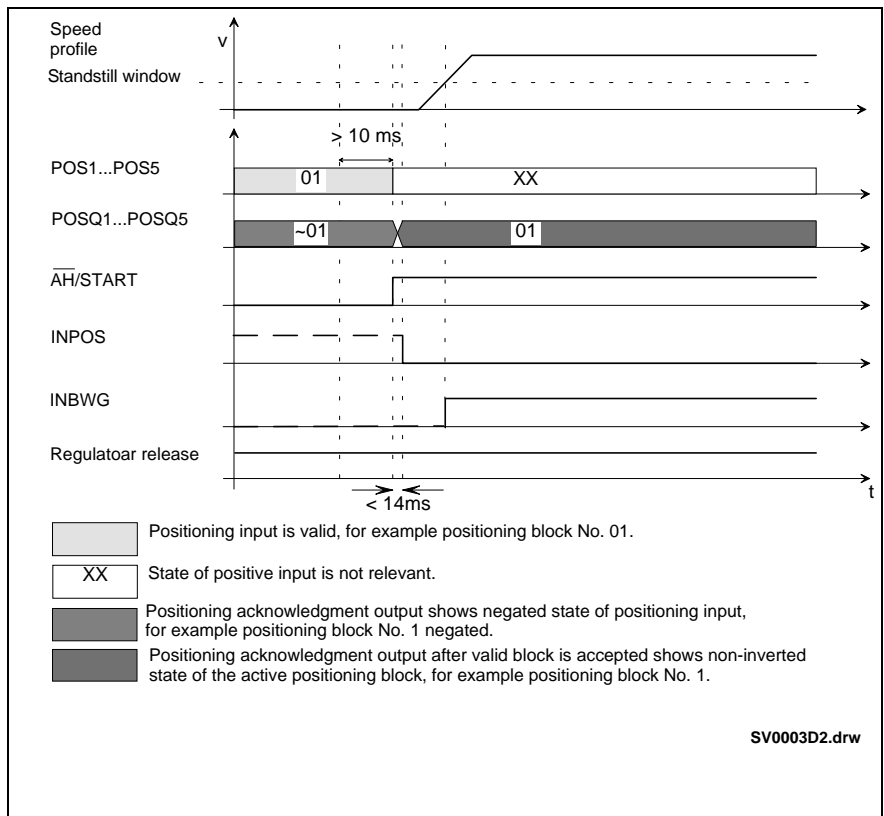 Speed
profile
v
Standstill window
> 10 ms
POS1...POS5
01
XX
POSQ1...POSQ5
~01
01
A̅H̅/START
INPOS
INBWG
Regulatoar release
t
< 14ms
Positioning input is valid, for example positioning block No. 01.
XX
State of positive input is not relevant.
Positioning acknowledgment output shows negated state of positioning input,
for example positioning block No. 1 negated.
Positioning acknowledgment output after valid block is accepted shows non-inverted
state of the active positioning block, for example positioning block No. 1.
SV0003D2.drw